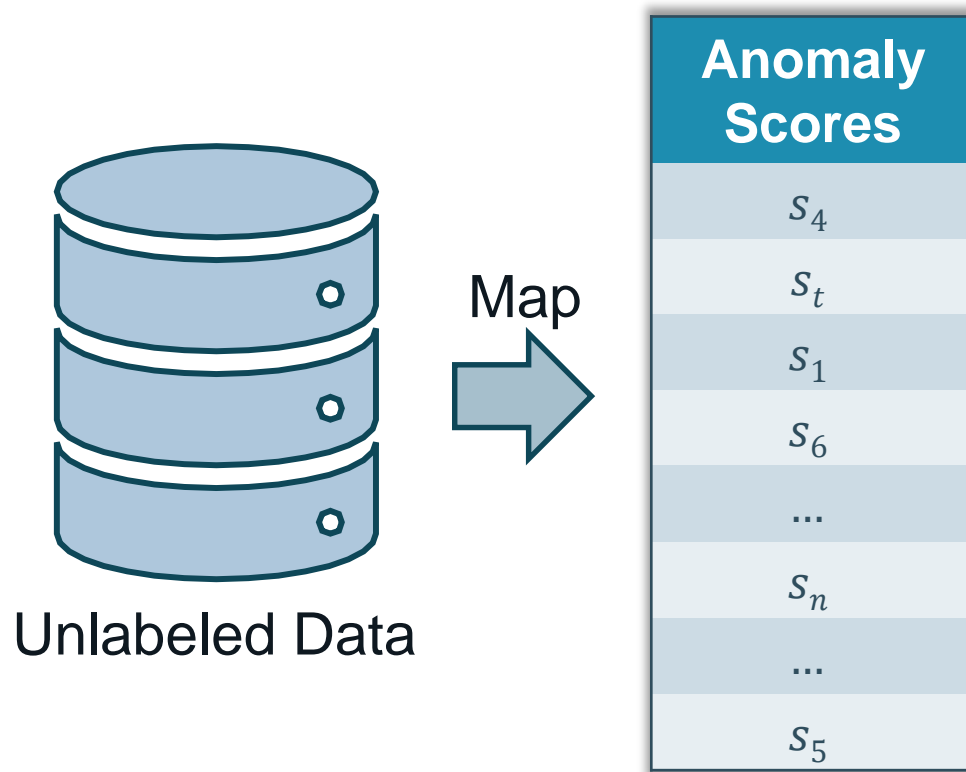 Anomaly
Scores
s₄
sₜ
Map
s₁
s₆
...
sₙ
Unlabeled Data
...
s₅